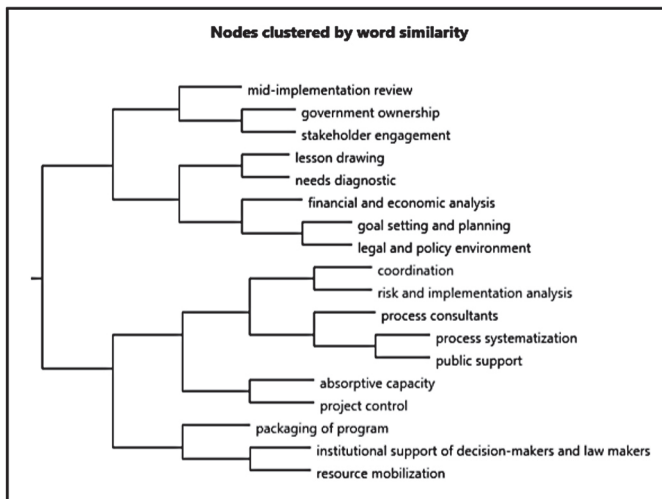 Nodes clustered by word similarity
mid-implementation review
government ownership
stakeholder engagement
lesson drawing
needs diagnostic
financial and economic analysis
goal setting and planning
legal and policy environment
coordination
risk and implementation analysis
process consultants
process systematization
public support
absorptive capacity
project control
packaging of program
institutional support of decision-makers and law makers
resource mobilization